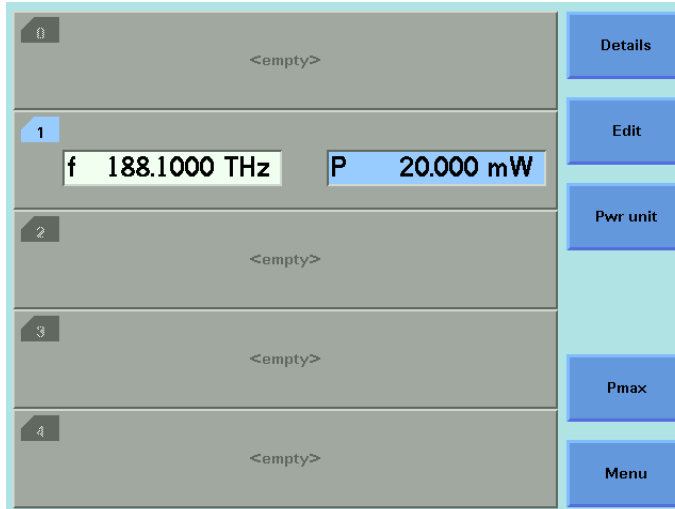 0
<empty>
Details
1
f 188.1000 THz P 20.000 mW
Edit
2
<empty>
Pwr unit
3
<empty>
Pmax
4
<empty>
Menu